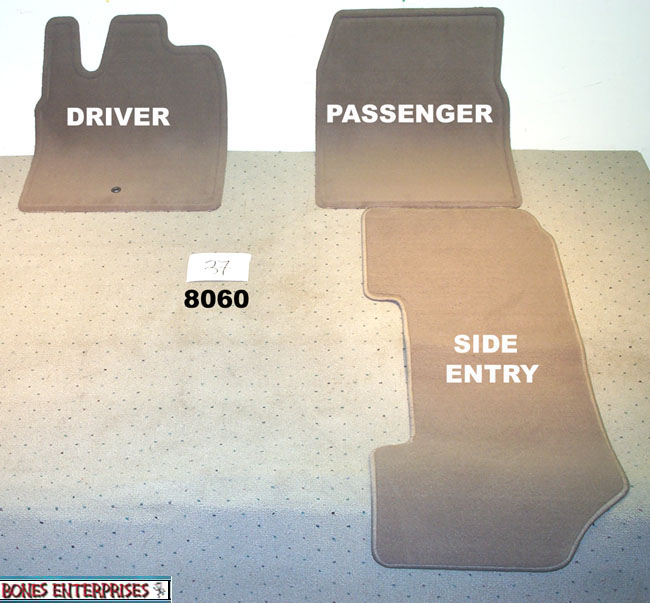 DRIVER
PASSENGER
37
8060
SIDE
ENTRY
BONES ENTERPRISES